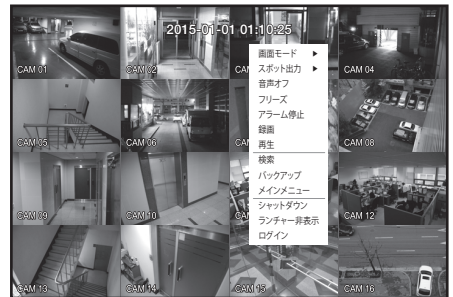 2015-01-01 01:10:25
CAM 01
CAM 02
CAM 04
CAM 05
CAM 06
CAM 08
CAM 09
CAM 10
CAM 12
CAM 13
CAM 14
CAM 15
CAM 16
画面モード ▶
スポット出力 ▶
音声オフ
フリーズ
アラーム停止
録画
再生
検索
バックアップ
メインメニュー
シャットダウン
ランチャー非表示
ログイン